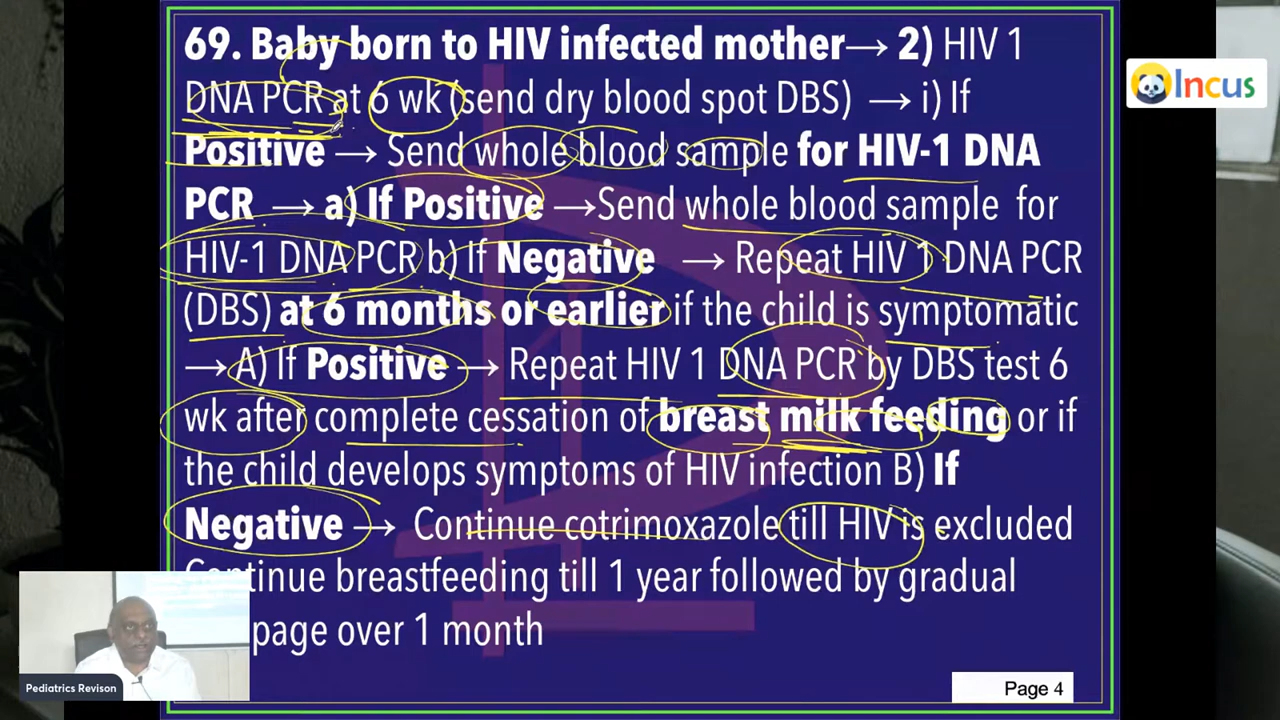 69. Baby born to HIV infected mother→ 2) HIV 1
DNA PCR at 6 wk (send dry blood spot DBS) → i) If
Positive → Send whole blood sample for HIV-1 DNA
PCR → a) If Positive →Send whole blood sample for
HIV-1 DNA PCR b) If Negative → Repeat HIV 1 DNA PCR
(DBS) at 6 months or earlier if the child is symptomatic
→ A) If Positive → Repeat HIV 1 DNA PCR by DBS test 6
wk after complete cessation of breast milk feeding or if
the child develops symptoms of HIV infection B) If
Negative → Continue cotrimoxazole till HIV is excluded
Continue breastfeeding till 1 year followed by gradual
page over 1 month
Incus
Pediatrics Revison
Page 4